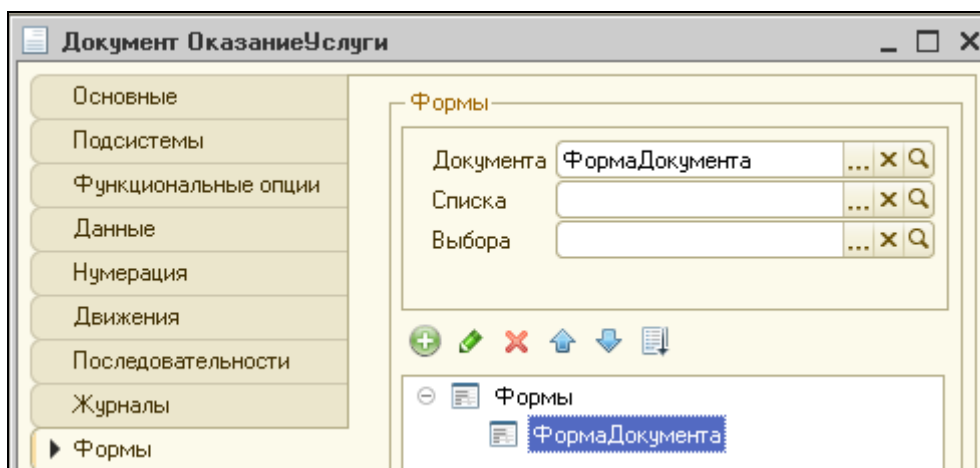 Документ ОказаниеУслуги
Основные
Подсистемы
Функциональные опции
Данные
Нумерация
Движения
Последовательности
Журналы
Формы
Формы
Документа ФормаДокумента ...
Списка ...
Выбора ...
Формы
ФормаДокумента